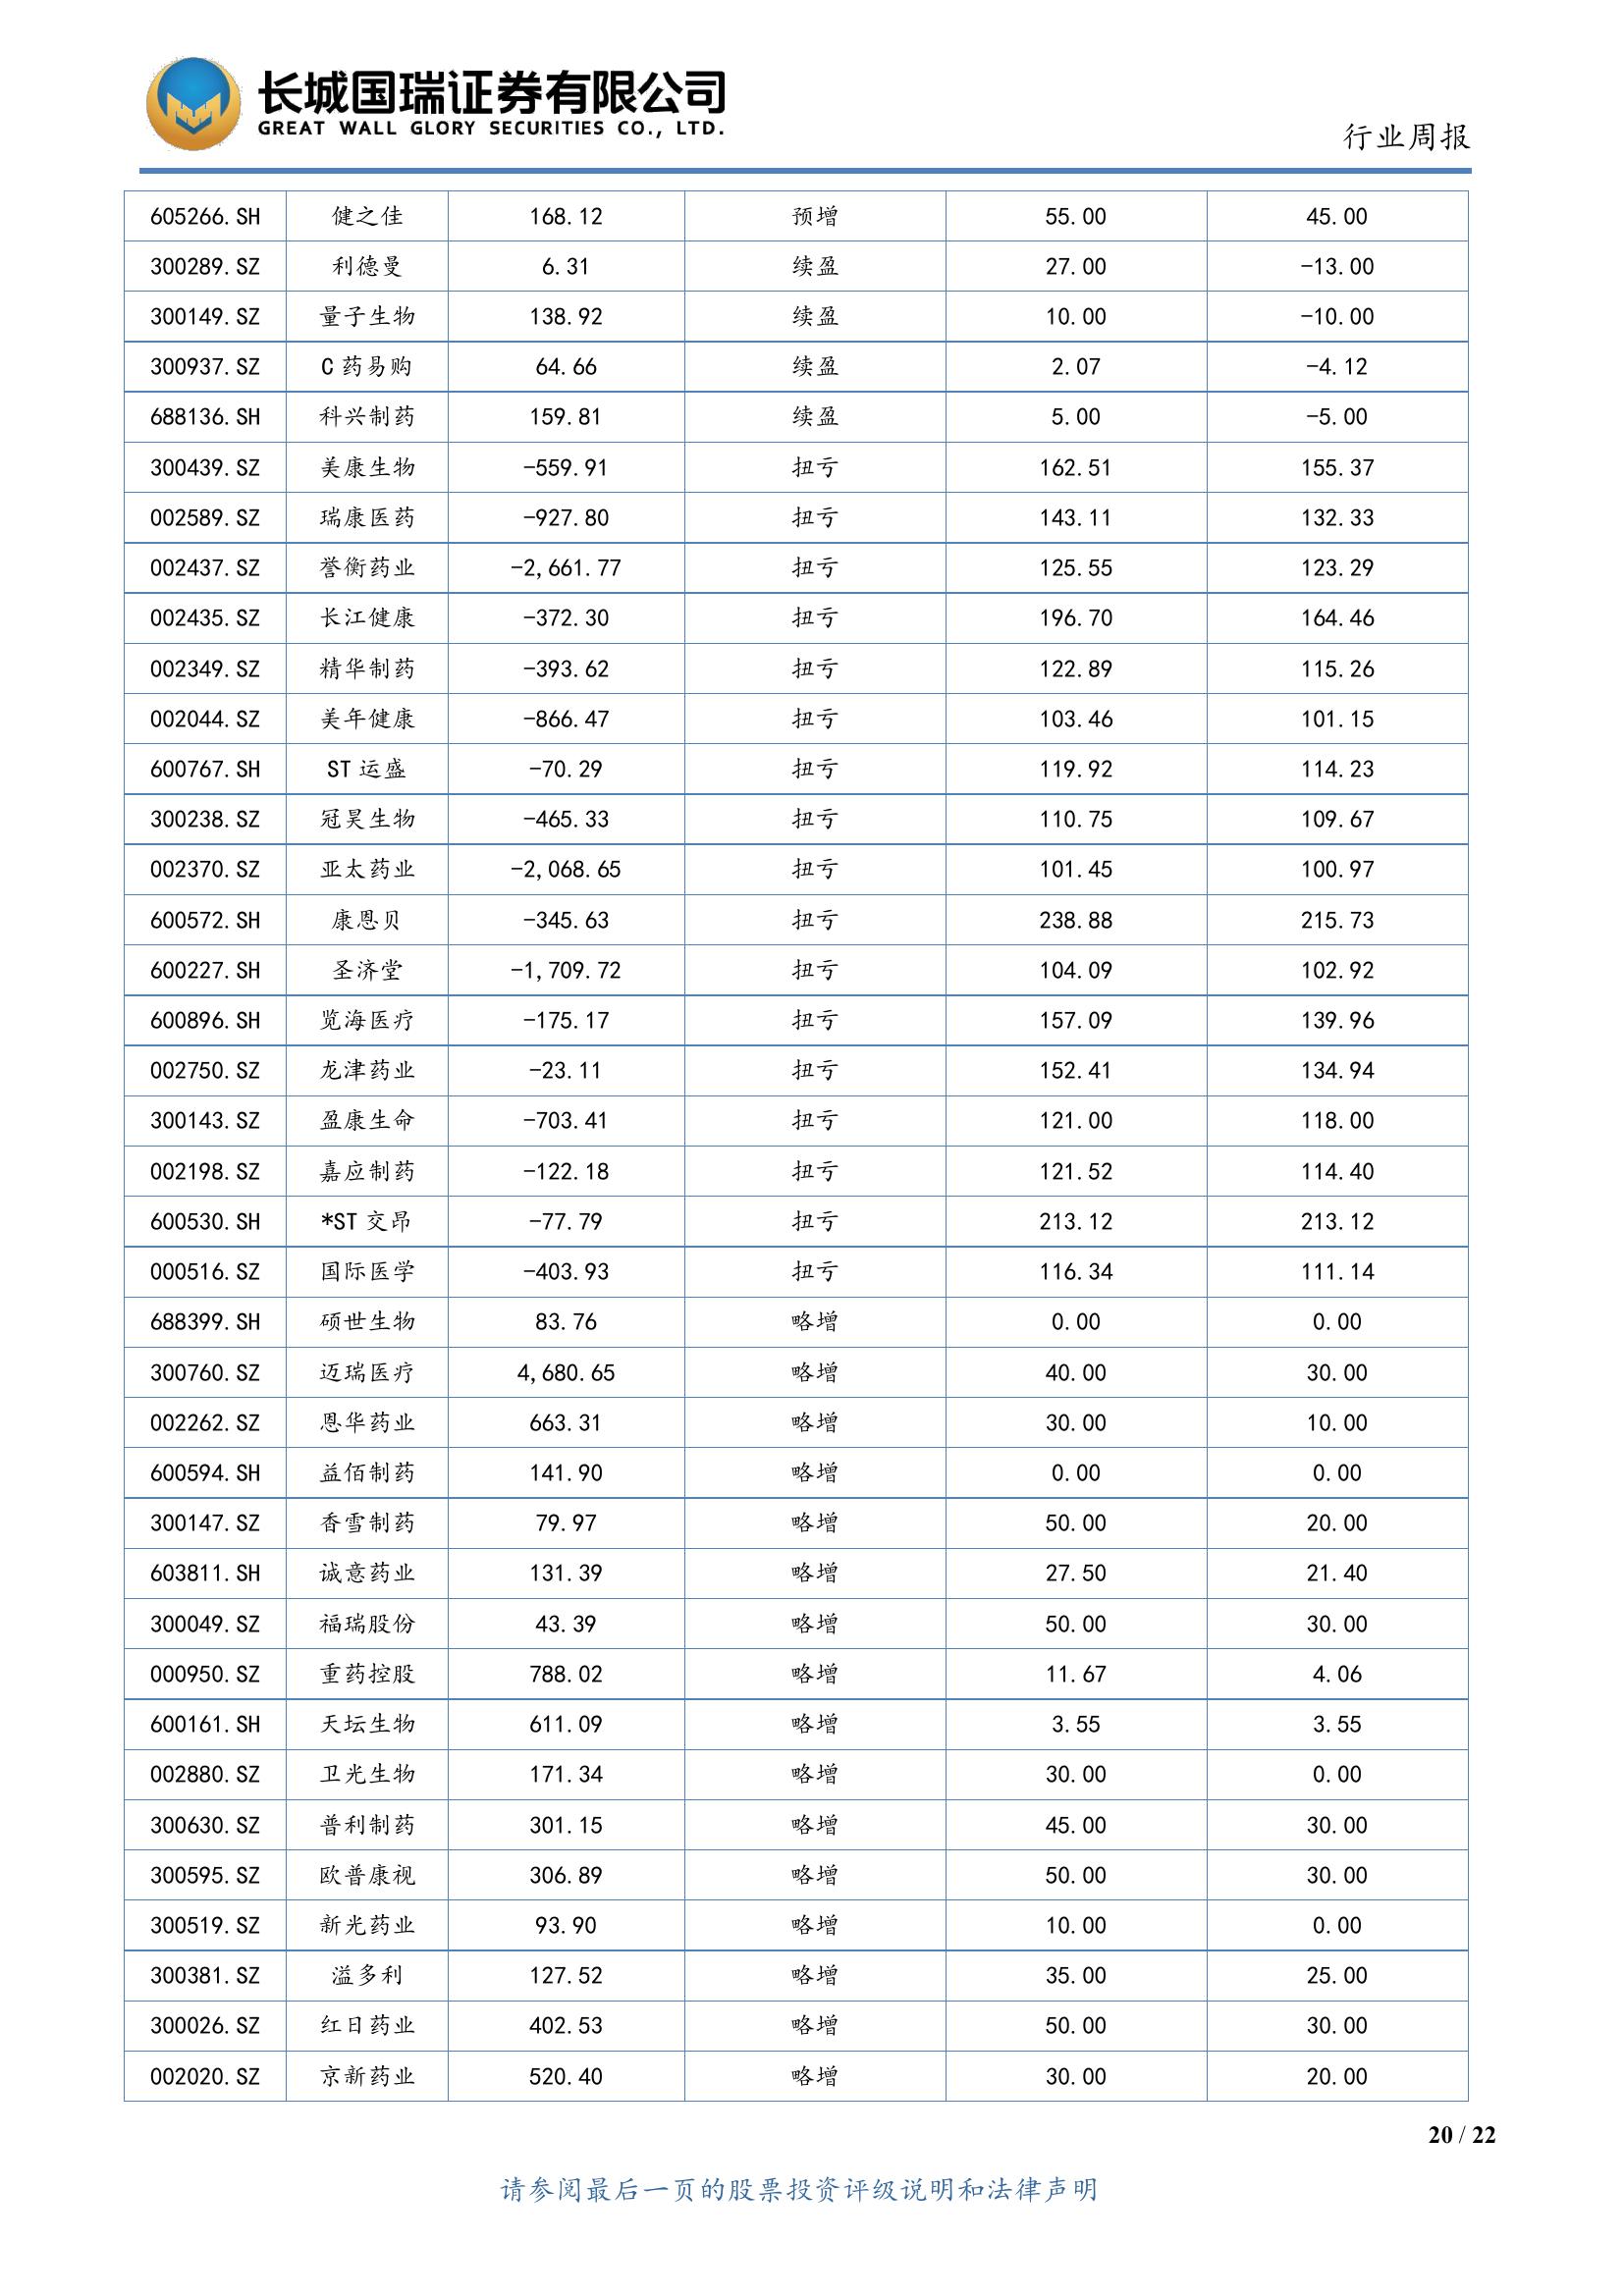 长城国瑞证券有限公司
GREAT WALL GLORY SECURITIES CO., LTD.
行业周报
605266.SH 健之佳 168.12 预增 55.00 45.00
300289.SZ 利德曼 6.31 续盈 27.00 -13.00
300149.SZ 量子生物 138.92 续盈 10.00 -10.00
300937.SZ C 药易购 64.66 续盈 2.07 -4.12
688136.SH 科兴制药 159.81 续盈 5.00 -5.00
300439.SZ 美康生物 -559.91 扭亏 162.51 155.37
002589.SZ 瑞康医药 -927.80 扭亏 143.11 132.33
002437.SZ 誉衡药业 -2,661.77 扭亏 125.55 123.29
002435.SZ 长江健康 -372.30 扭亏 196.70 164.46
002349.SZ 精华制药 -393.62 扭亏 122.89 115.26
002044.SZ 美年健康 -866.47 扭亏 103.46 101.15
600767.SH ST 运盛 -70.29 扭亏 119.92 114.23
300238.SZ 冠昊生物 -465.33 扭亏 110.75 109.67
002370.SZ 亚太药业 -2,068.65 扭亏 101.45 100.97
600572.SH 康恩贝 -345.63 扭亏 238.88 215.73
600227.SH 圣济堂 -1,709.72 扭亏 104.09 102.92
600896.SH 览海医疗 -175.17 扭亏 157.09 139.96
002750.SZ 龙津药业 -23.11 扭亏 152.41 134.94
300143.SZ 盈康生命 -703.41 扭亏 121.00 118.00
002198.SZ 嘉应制药 -122.18 扭亏 121.52 114.40
600530.SH *ST 交昂 -77.79 扭亏 213.12 213.12
000516.SZ 国际医学 -403.93 扭亏 116.34 111.14
688399.SH 硕世生物 83.76 略增 0.00 0.00
300760.SZ 迈瑞医疗 4,680.65 略增 40.00 30.00
002262.SZ 恩华药业 663.31 略增 30.00 10.00
600594.SH 益佰制药 141.90 略增 0.00 0.00
300147.SZ 香雪制药 79.97 略增 50.00 20.00
603811.SH 诚意药业 131.39 略增 27.50 21.40
300049.SZ 福瑞股份 43.39 略增 50.00 30.00
000950.SZ 重药控股 788.02 略增 11.67 4.06
600161.SH 天坛生物 611.09 略增 3.55 3.55
002880.SZ 卫光生物 171.34 略增 30.00 0.00
300630.SZ 普利制药 301.15 略增 45.00 30.00
300595.SZ 欧普康视 306.89 略增 50.00 30.00
300519.SZ 新光药业 93.90 略增 10.00 0.00
300381.SZ 溢多利 127.52 略增 35.00 25.00
300026.SZ 红日药业 402.53 略增 50.00 30.00
002020.SZ 京新药业 520.40 略增 30.00 20.00
20 / 22
请参阅最后一页的股票投资评级说明和法律声明